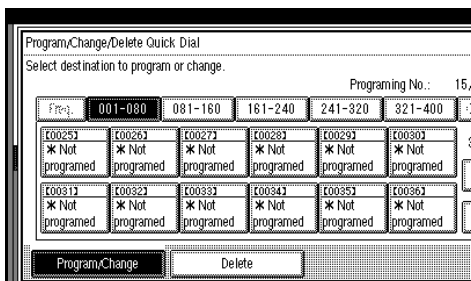 Program/Change/Delete Quick Dial
Select destination to program or change.
Programing No.: 15/
Freq. 001-080 081-160 161-240 241-320 321-400
[0025] [0026] [0027] [0028] [0029] [0030]
* Not * Not * Not * Not * Not * Not
programed programed programed programed programed programed
[0031] [0032] [0033] [0034] [0035] [0036]
* Not * Not * Not * Not * Not * Not
programed programed programed programed programed programed
Program/Change Delete